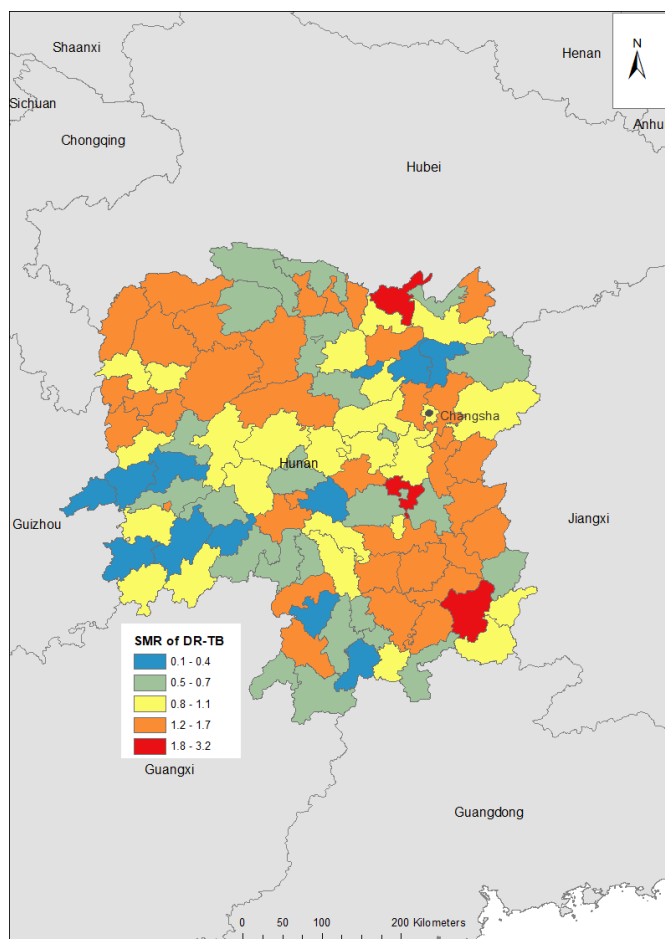 Shaanxi
Henan
N
Sichuan
Chongqing
Anhu
Hubei
Changsha
Hunan
Guizhou
Jiangxi
SMR of DR-TB
0.1 - 0.4
0.5 - 0.7
0.8 - 1.1
1.2 - 1.7
1.8 - 3.2
Guangxi
Guangdong
0 50 100 200 Kilometers